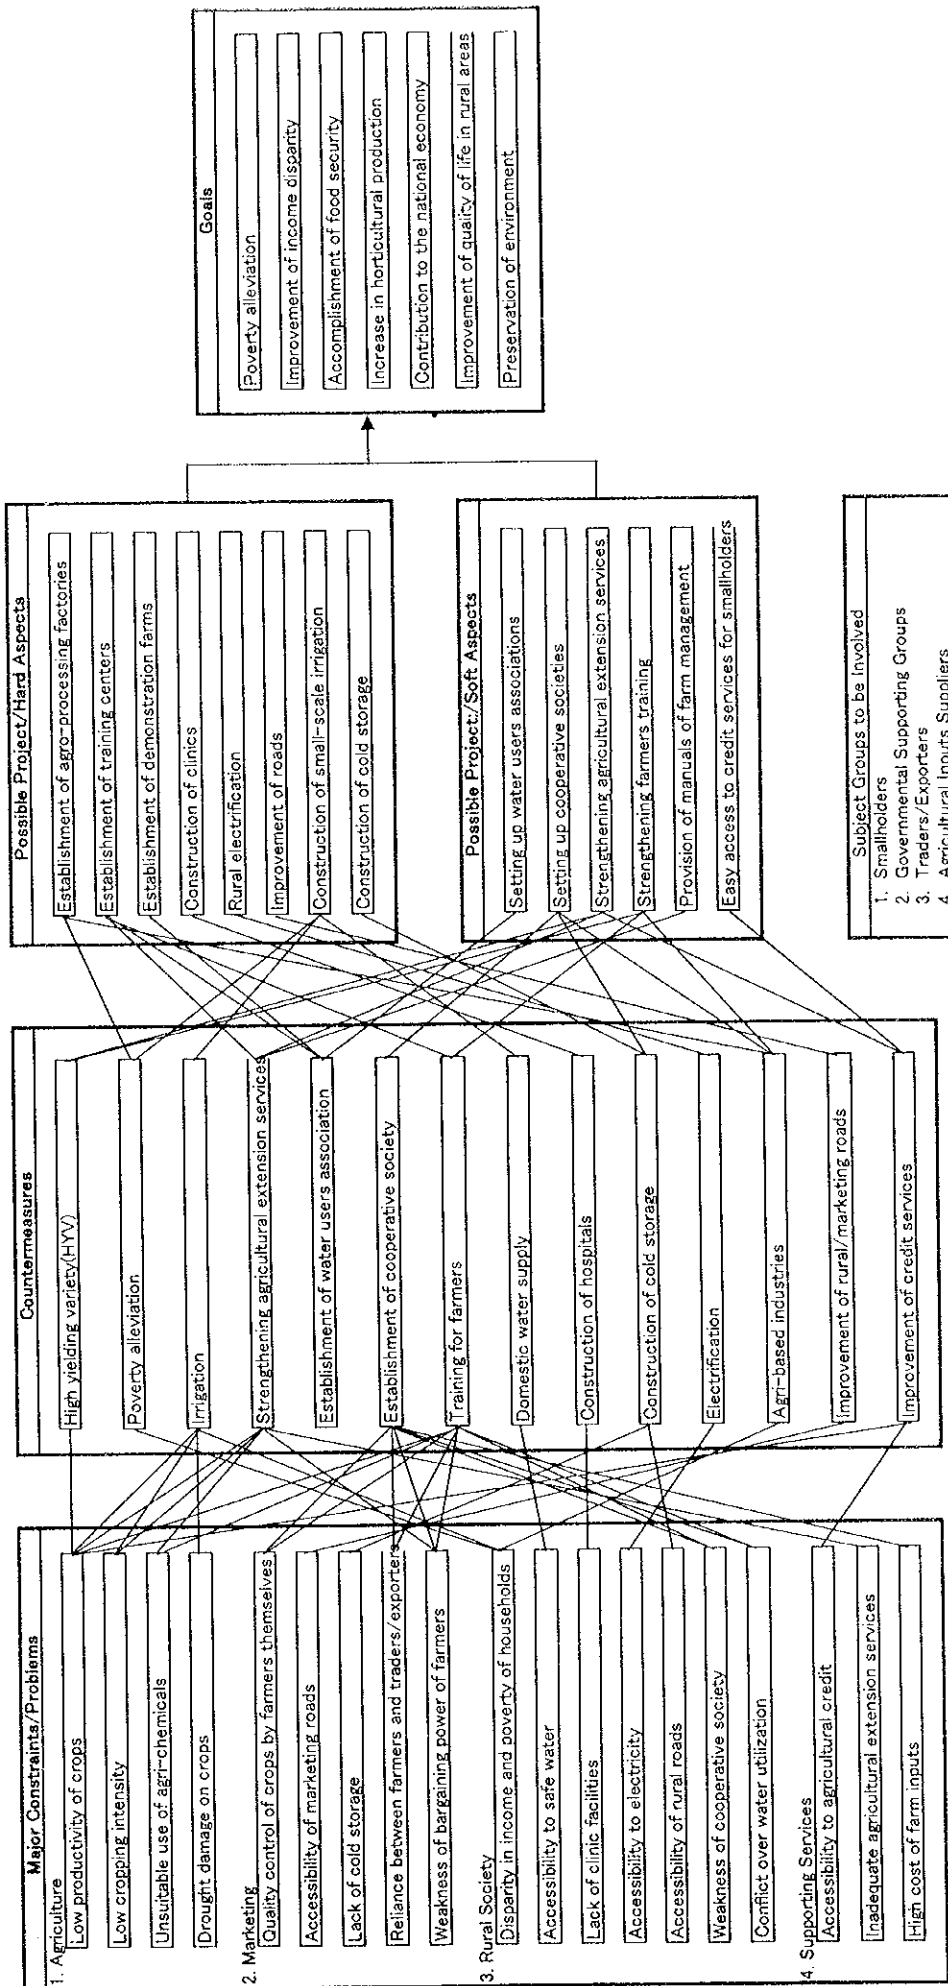 Major Constraints/Problems
1. Agriculture
Low productivity of crops
Low cropping intensity
Unsuitable use of agri-chemicals
Drought damage on crops
2. Marketing
Quality control of crops by farmers themselves
Accessibility of marketing roads
Lack of cold storage
Reliance between farmers and traders/exporters
Weakness of bargaining power of farmers
3. Rural Society
Disparity in income and poverty of households
Accessibility to safe water
Lack of clinic facilities
Accessibility to electricity
Accessibility of rural roads
Weakness of cooperative society
Conflict over water utilization
4. Supporting Services
Accessibility to agricultural credit
Inadequate agricultural extension services
High cost of farm inputs
Countermeasures
High yielding variety(HYV)
Poverty alleviation
Irrigation
Strengthening agricultural extension services
Establishment of water users association
Establishment of cooperative society
Training for farmers
Domestic water supply
Construction of hospitals
Construction of cold storage
Electrification
Agri-based industries
Improvement of rural/marketing roads
Improvement of credit services
Possible Project/Hard Aspects
Establishment of agro-processing factories
Establishment of training centers
Establishment of demonstration farms
Construction of clinics
Rural electrification
Improvement of roads
Construction of small-scale irrigation
Construction of cold storage
Possible Project/Soft Aspects
Setting up water users associations
Setting up cooperative societies
Strengthening agricultural extension services
Strengthening farmers training
Provision of manuals of farm management
Easy access to credit services for smallholders
Subject Groups to be Involved
1. Smallholders
2. Governmental Supporting Groups
3. Traders/Exporters
4. Agricultural Inputs Suppliers
Goals
Poverty alleviation
Improvement of income disparity
Accomplishment of food security
Increase in horticultural production
Contribution to the national economy
Improvement of quality of life in rural areas
Preservation of environment